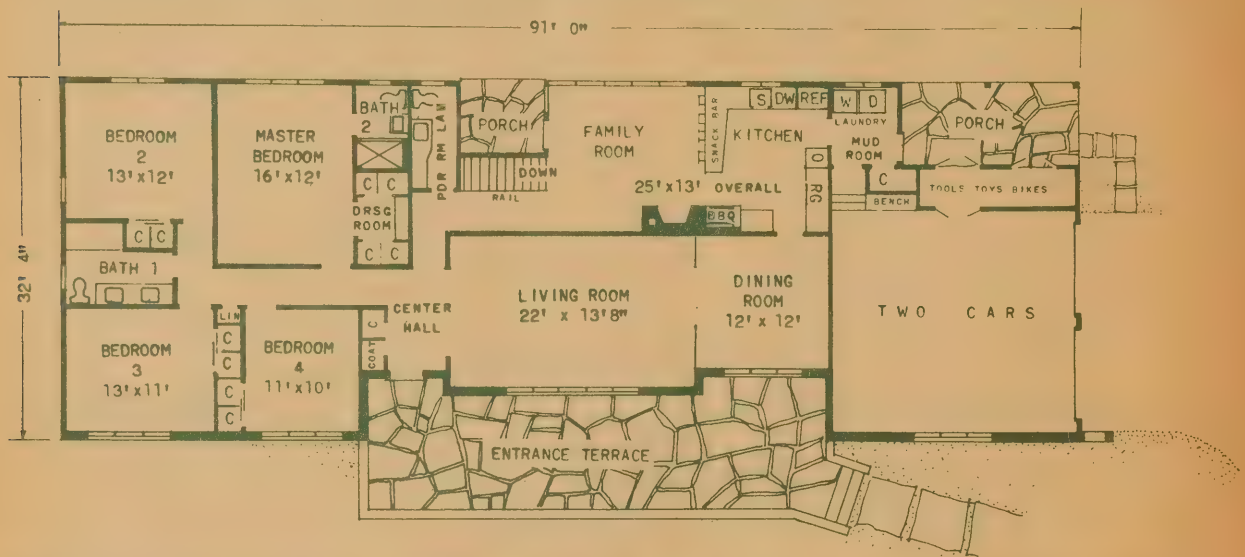 91' 0"
32' 4"
BEDROOM
2
13'x12'
MASTER
BEDROOM
16'x12'
BATH
2
C C
DRSG
ROOM
C C
PDR RM LAV
PORCH
DOWN
RAIL
FAMILY
ROOM
25'x13' OVERALL
SNACK BAR
S DW REF
KITCHEN
O
RG
BBQ
W D
LAUNDRY
MUD
ROOM
C
BENCH
PORCH
TOOLS TOYS BIKES
C C
BATH 1
BEDROOM
3
13'x11'
LIN
C
C
C
C
BEDROOM
4
11'x10'
C
COAT
CENTER
HALL
LIVING ROOM
22' x 13'8"
DINING
ROOM
12' x 12'
TWO CARS
ENTRANCE TERRACE